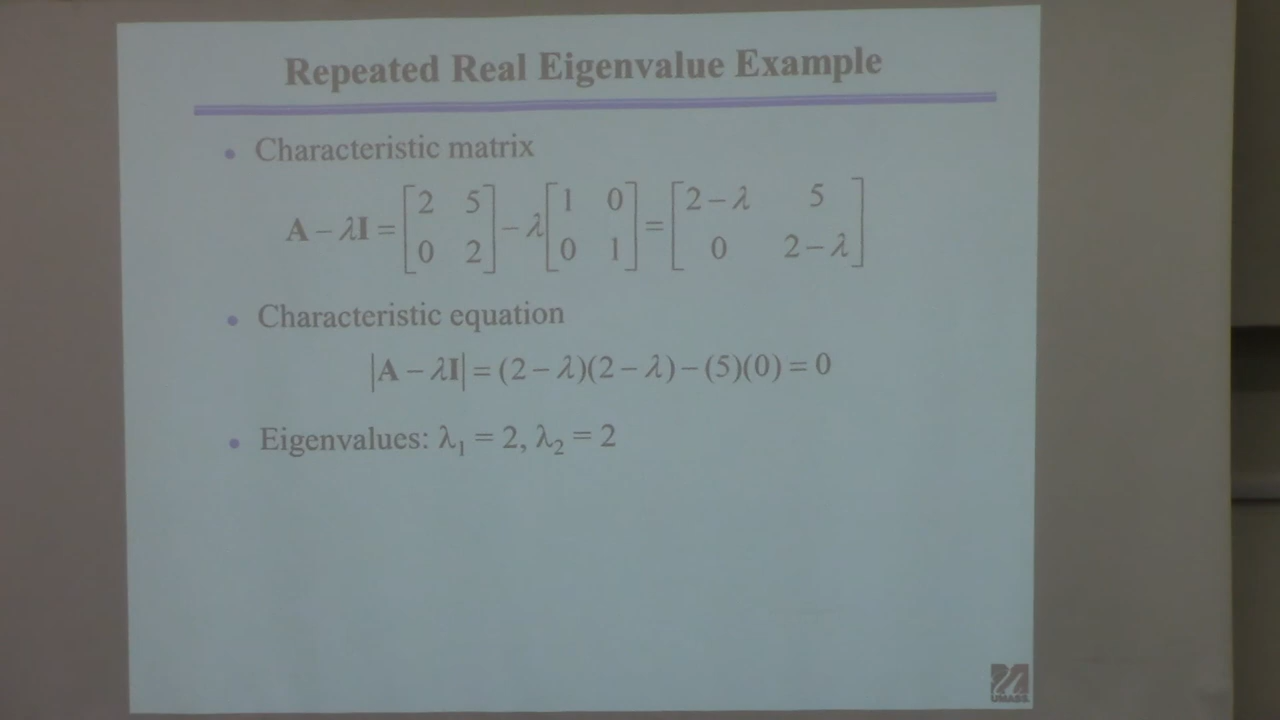 Repeated Real Eigenvalue Example
• Characteristic matrix
A − λI = [2 5; 0 2] − λ [1 0; 0 1] = [2 − λ 5; 0 2 − λ]
• Characteristic equation
|A − λI| = (2 − λ)(2 − λ) − (5)(0) = 0
• Eigenvalues: λ₁ = 2, λ₂ = 2
UMASS